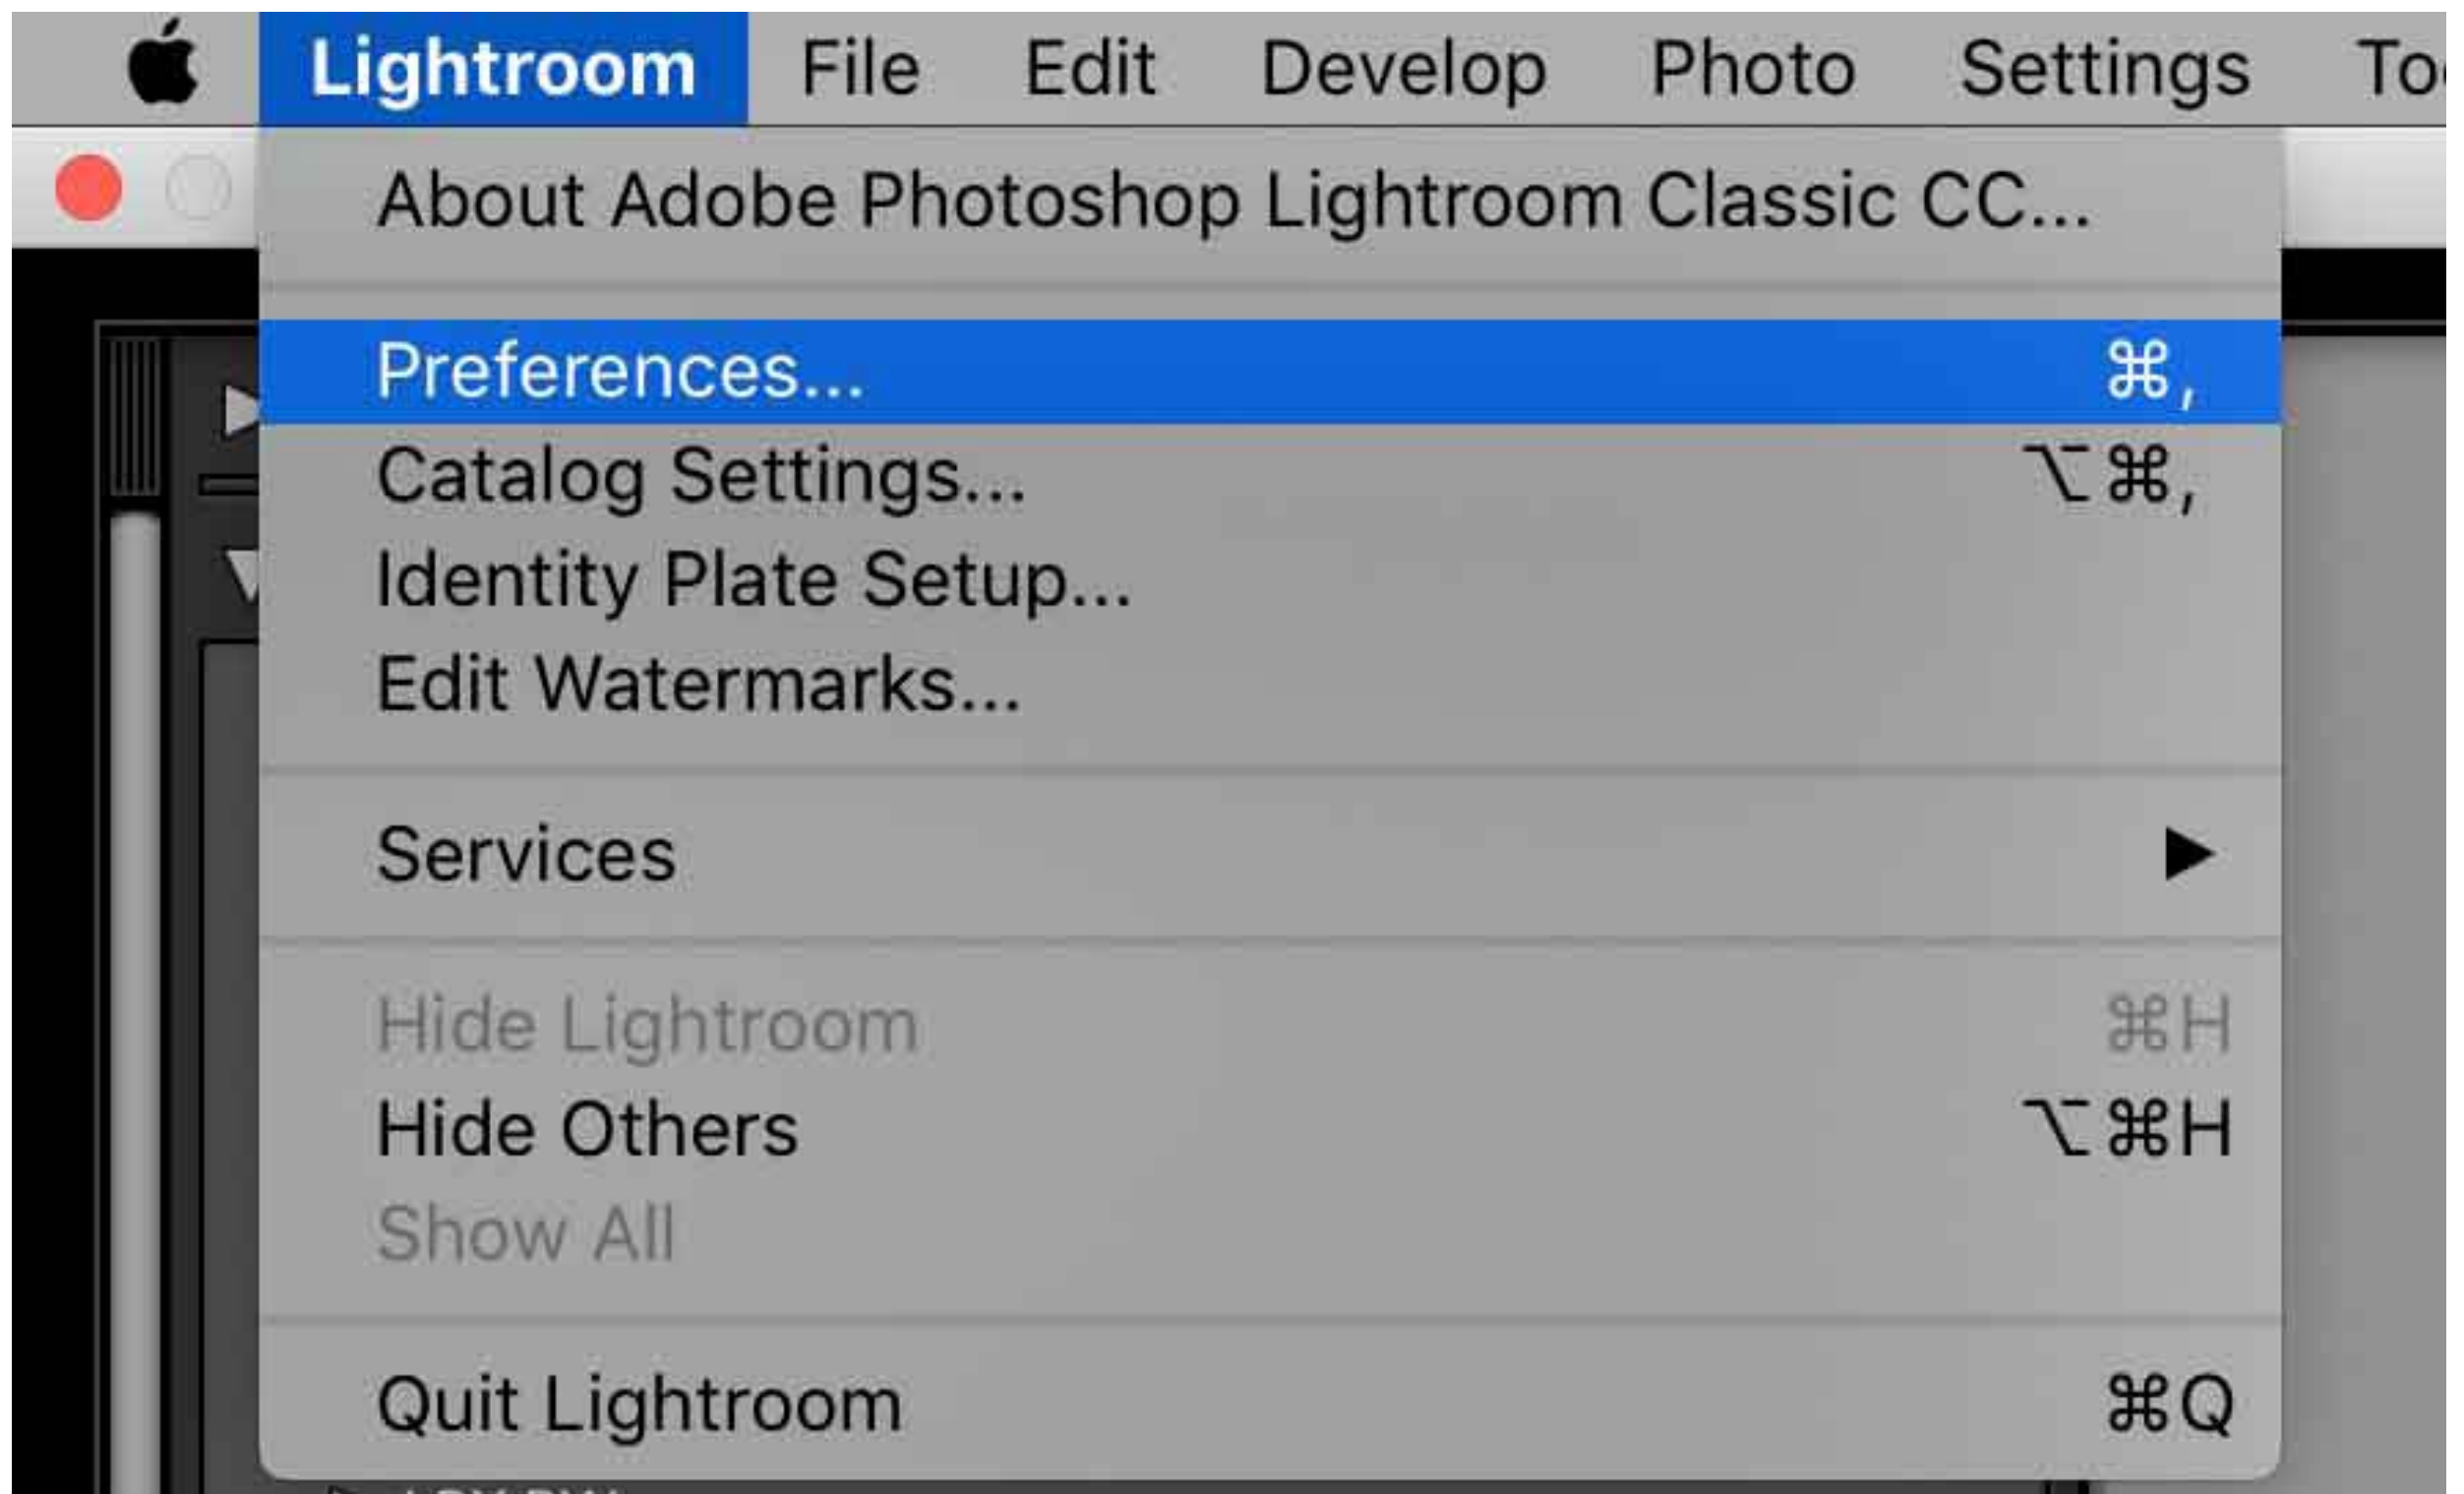 Lightroom File Edit Develop Photo Settings
About Adobe Photoshop Lightroom Classic CC...
Preferences... ⌘,
Catalog Settings... ⌥⌘,
Identity Plate Setup...
Edit Watermarks...
Services ▶
Hide Lightroom ⌘H
Hide Others ⌥⌘H
Show All
Quit Lightroom ⌘Q